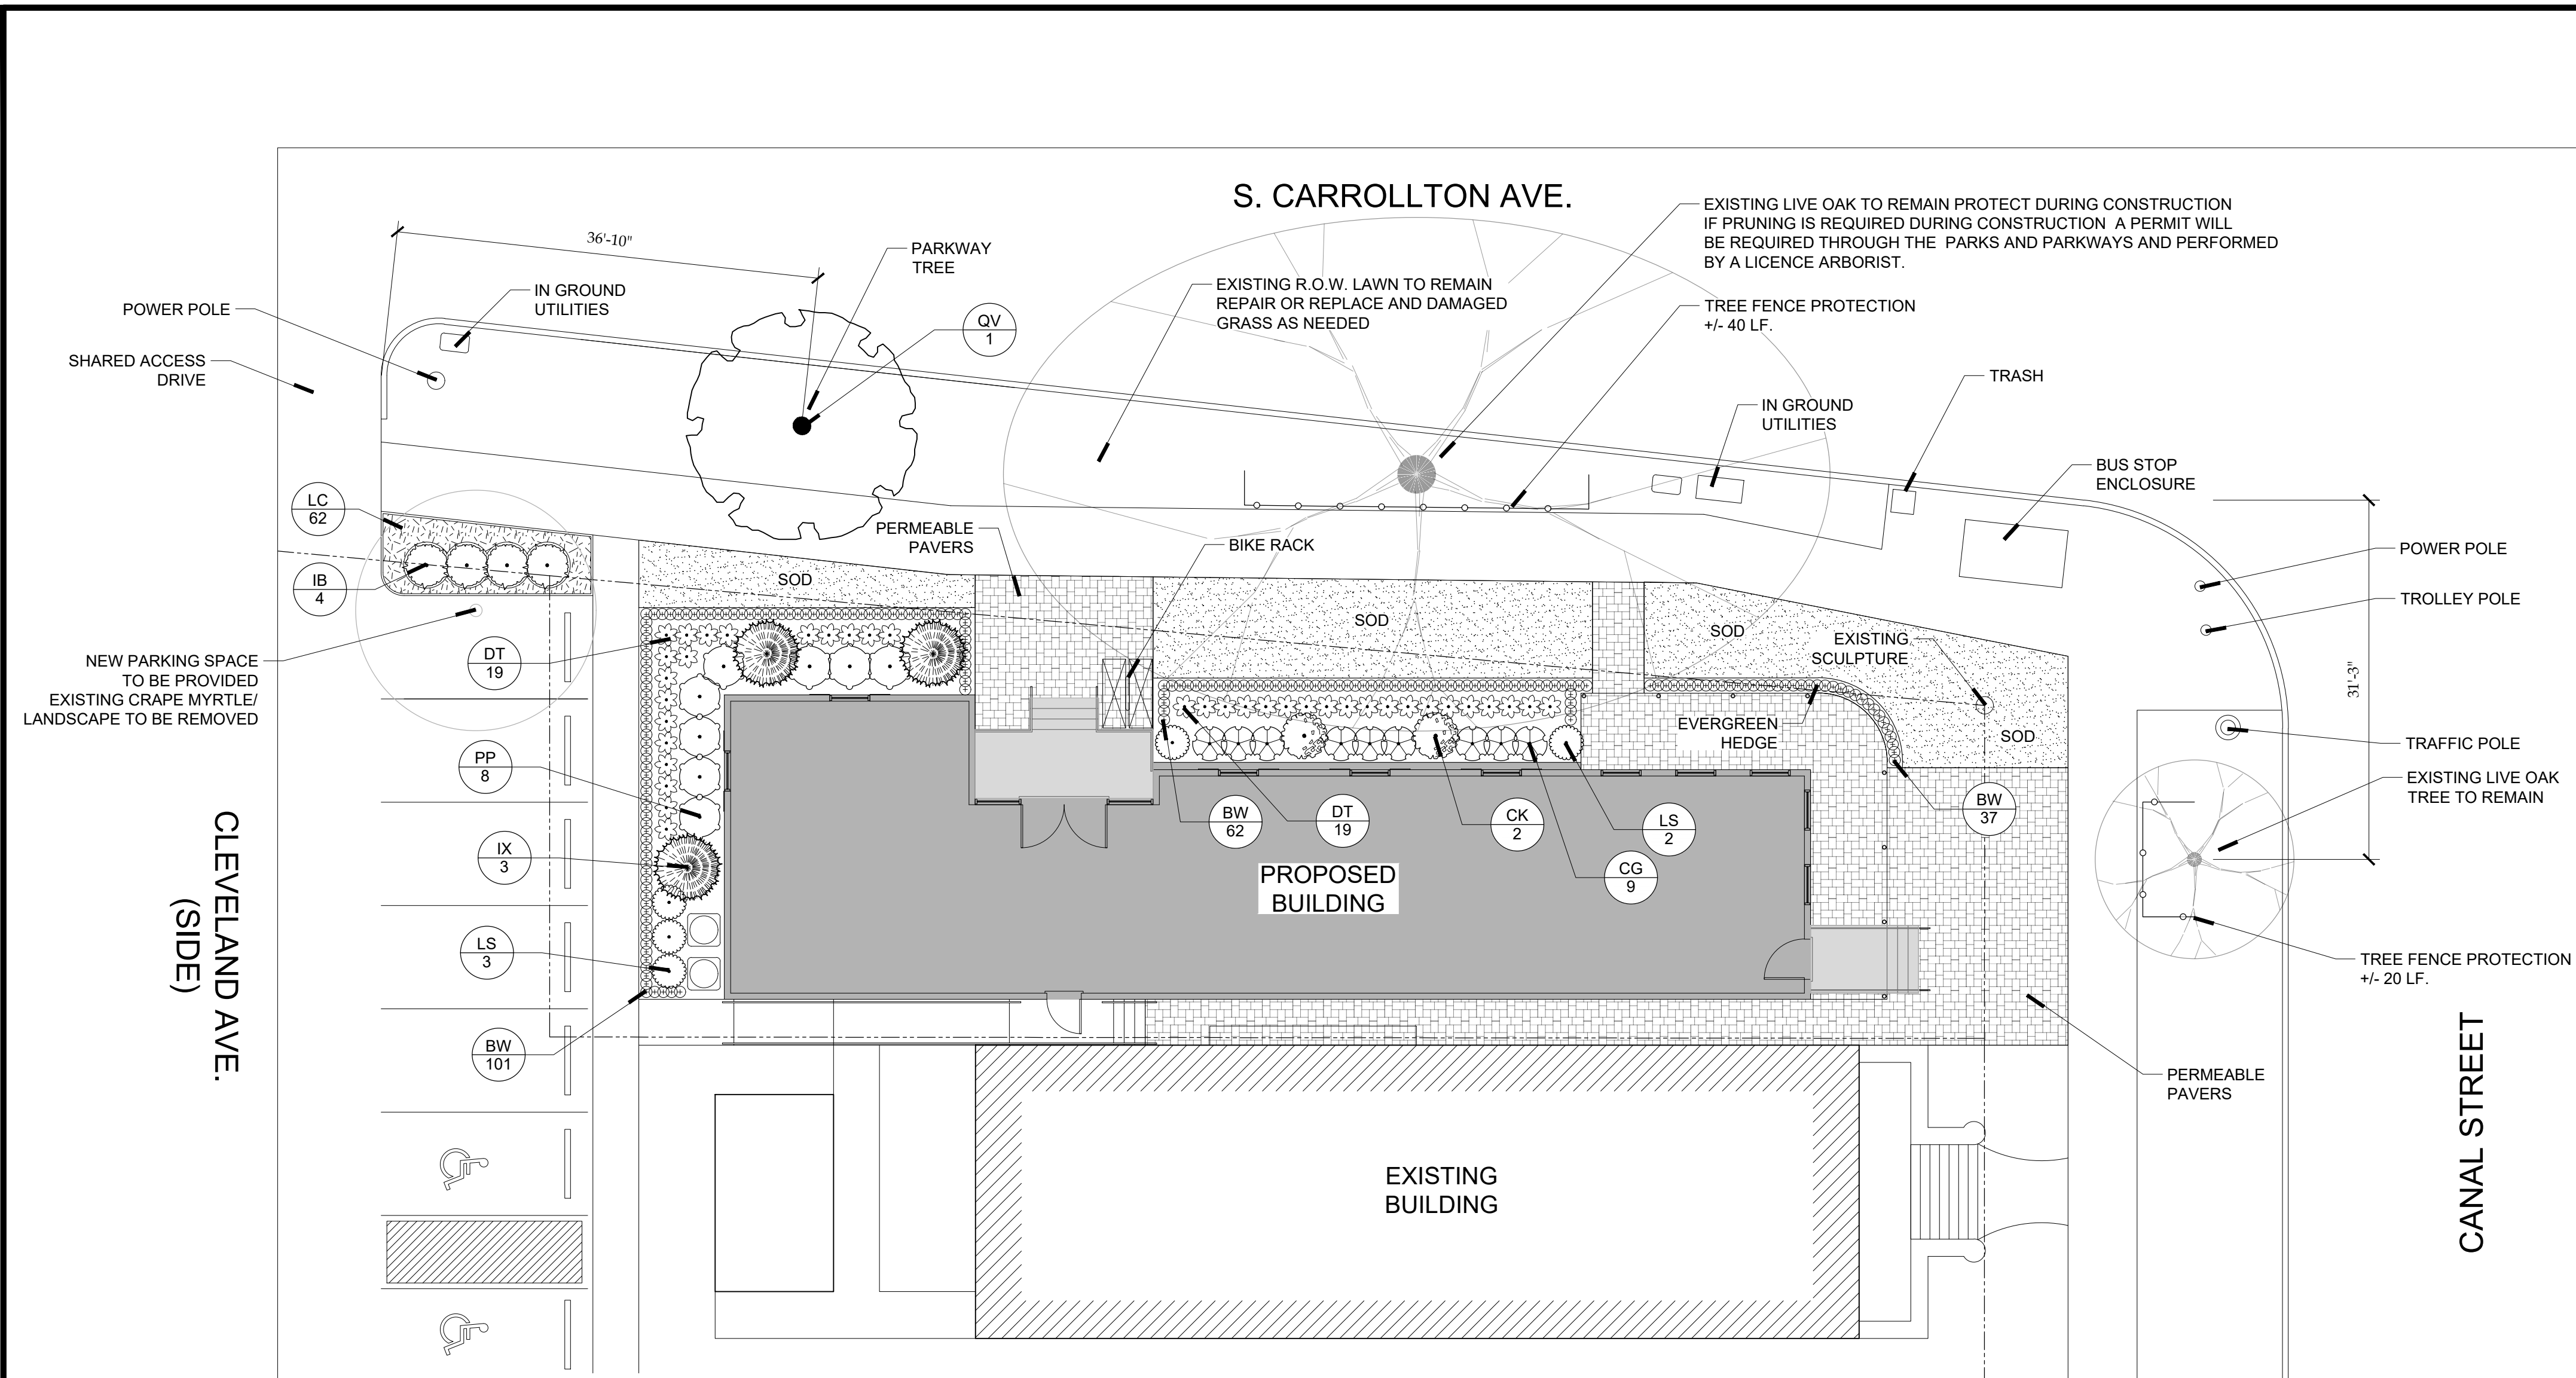 S. CARROLLTON AVE.
EXISTING LIVE OAK TO REMAIN PROTECT DURING CONSTRUCTION
IF PRUNING IS REQUIRED DURING CONSTRUCTION A PERMIT WILL
BE REQUIRED THROUGH THE PARKS AND PARKWAYS AND PERFORMED
BY A LICENCE ARBORIST.
36'-10"
PARKWAY
TREE
IN GROUND
UTILITIES
POWER POLE
SHARED ACCESS
DRIVE
QV
1
EXISTING R.O.W. LAWN TO REMAIN
REPAIR OR REPLACE AND DAMAGED
GRASS AS NEEDED
TREE FENCE PROTECTION
+/- 40 LF.
TRASH
IN GROUND
UTILITIES
BUS STOP
ENCLOSURE
LC
62
IB
4
PERMEABLE
PAVERS
BIKE RACK
POWER POLE
TROLLEY POLE
SOD
SOD
SOD
SOD
EXISTING
SCULPTURE
31'-3"
DT
19
NEW PARKING SPACE
TO BE PROVIDED
EXISTING CRAPE MYRTLE/
LANDSCAPE TO BE REMOVED
EVERGREEN
HEDGE
TRAFFIC POLE
EXISTING LIVE OAK
TREE TO REMAIN
PP
8
BW
62
DT
19
CK
2
LS
2
BW
37
IX
3
CG
9
PROPOSED
BUILDING
LS
3
TREE FENCE PROTECTION
+/- 20 LF.
CLEVELAND AVE.
(SIDE)
BW
101
PERMEABLE
PAVERS
CANAL STREET
EXISTING
BUILDING